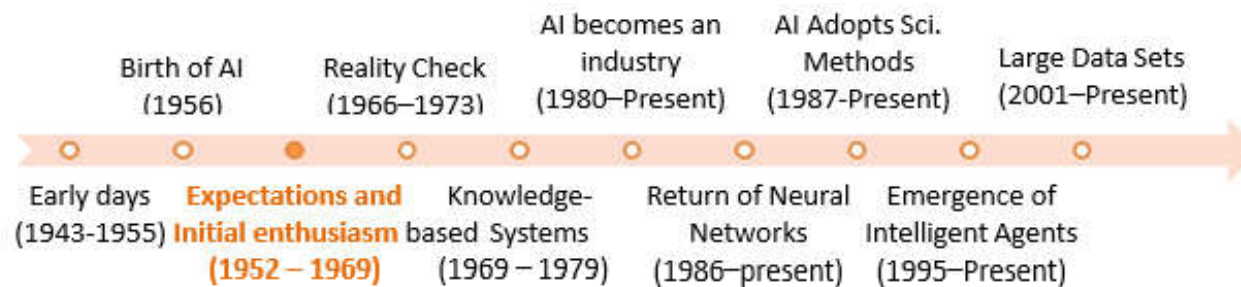 Birth of AI
(1956)
Reality Check
(1966–1973)
AI becomes an
industry
(1980–Present)
AI Adopts Sci.
Methods
(1987-Present)
Large Data Sets
(2001–Present)
Early days
(1943-1955)
Expectations and
Initial enthusiasm
(1952 – 1969)
Knowledge-
based Systems
(1969 – 1979)
Return of Neural
Networks
(1986–present)
Emergence of
Intelligent Agents
(1995–Present)